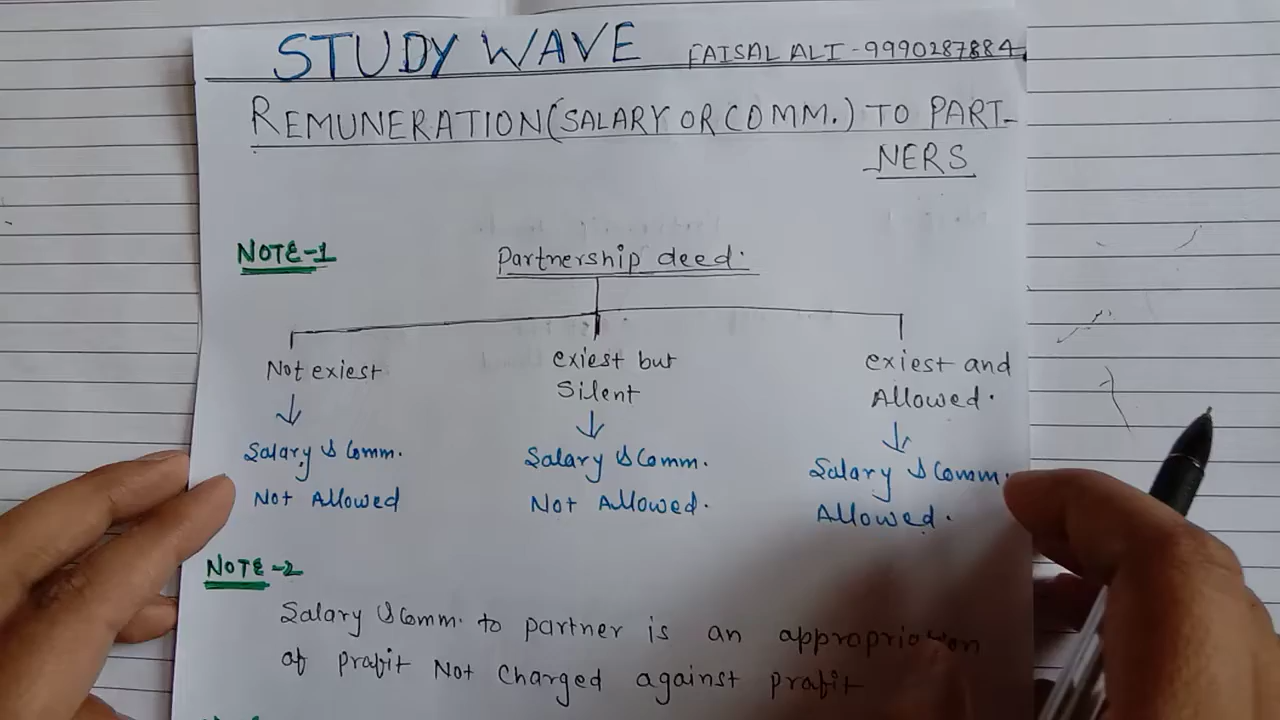 STUDY WAVE FAISAL ALI - 9990287884
REMUNERATION (SALARY OR COMM.) TO PART-
NERS
NOTE-1
Partnership deed.
Not exiest
exiest but
Silent
exiest and
Allowed.
Salary & Comm.
Not Allowed
Salary & Comm.
Not Allowed.
Salary & Comm.
Allowed.
NOTE-2
Salary & Comm. to partner is an appropriation
of profit Not Charged against profit